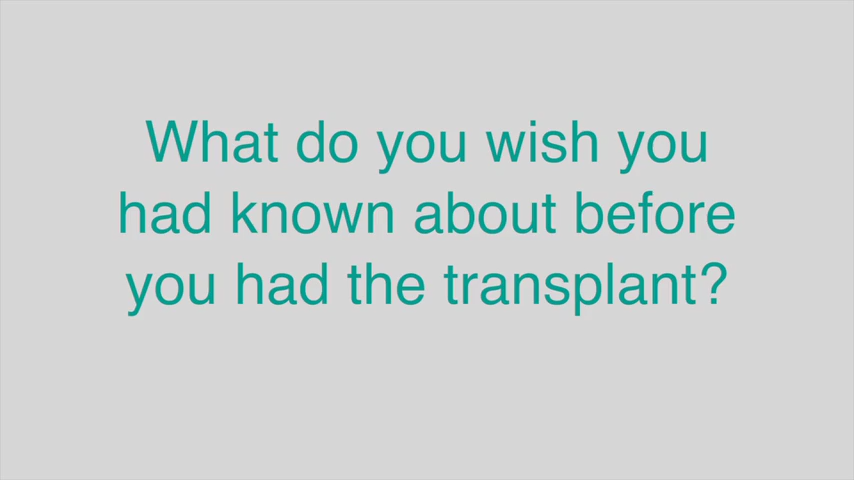 What do you wish you
had known about before
you had the transplant?